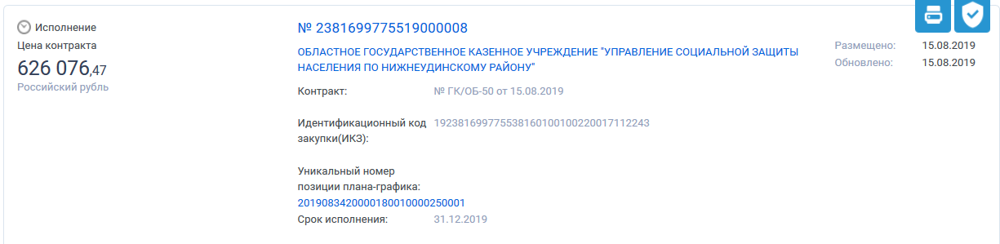 Исполнение
Цена контракта
626 076,47
Российский рубль
№ 2381699775519000008
ОБЛАСТНОЕ ГОСУДАРСТВЕННОЕ КАЗЕННОЕ УЧРЕЖДЕНИЕ "УПРАВЛЕНИЕ СОЦИАЛЬНОЙ ЗАЩИТЫ
НАСЕЛЕНИЯ ПО НИЖНЕУДИНСКОМУ РАЙОНУ"
Контракт: № ГК/ОБ-50 от 15.08.2019
Идентификационный код 192381699775538160100100220017112243
закупки(ИКЗ):
Уникальный номер
позиции плана-графика:
2019083420000180010000250001
Срок исполнения: 31.12.2019
Размещено: 15.08.2019
Обновлено: 15.08.2019